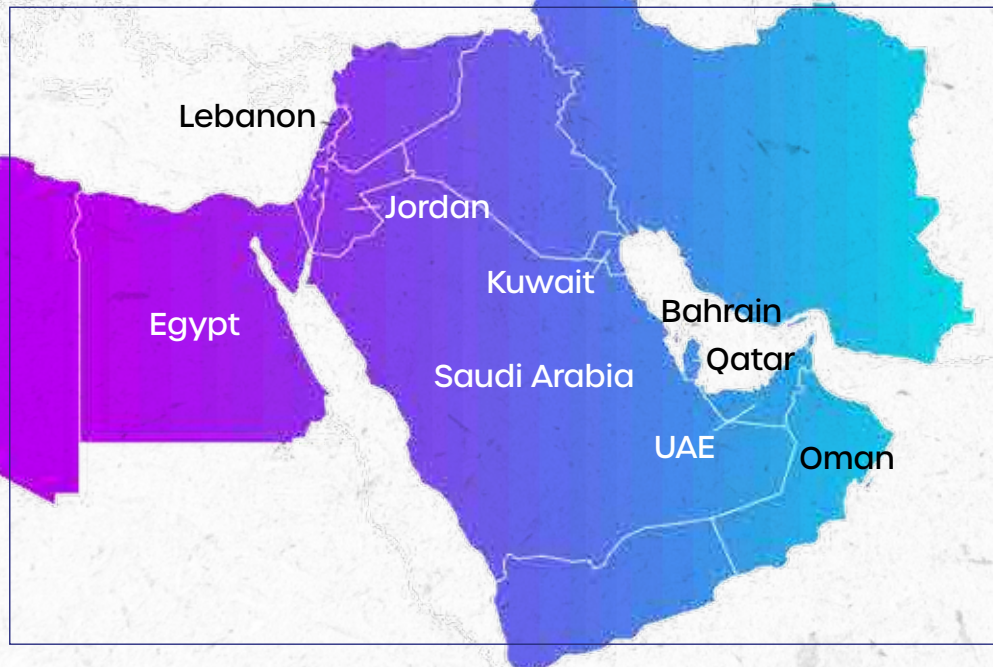 Lebanon
Jordan
Kuwait
Egypt
Bahrain
Qatar
Saudi Arabia
UAE
Oman